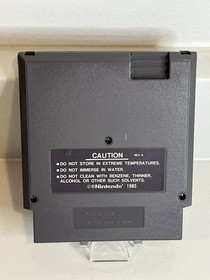 CAUTION REV-A
• DO NOT STORE IN EXTREME TEMPERATURES.
• DO NOT IMMERSE IN WATER.
• DO NOT CLEAN WITH BENZENE, THINNER,
ALCOHOL OR OTHER SUCH SOLVENTS.
©®Nintendo 1985